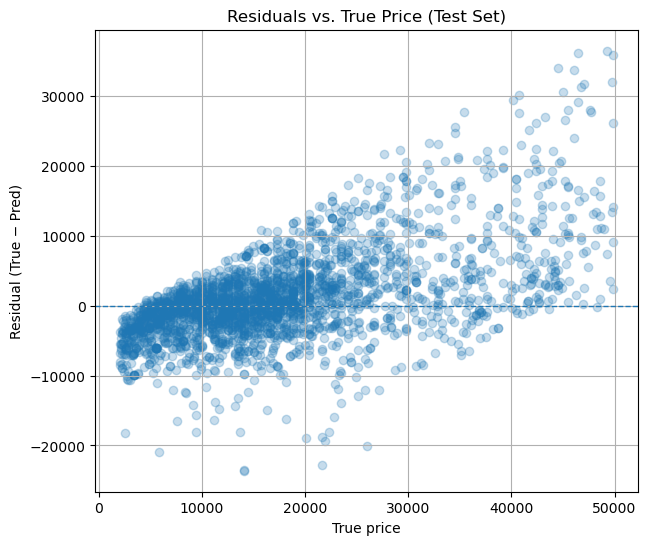 Residuals vs. True Price (Test Set)
30000
20000
10000
0
−10000
−20000
Residual (True − Pred)
0 10000 20000 30000 40000 50000
True price